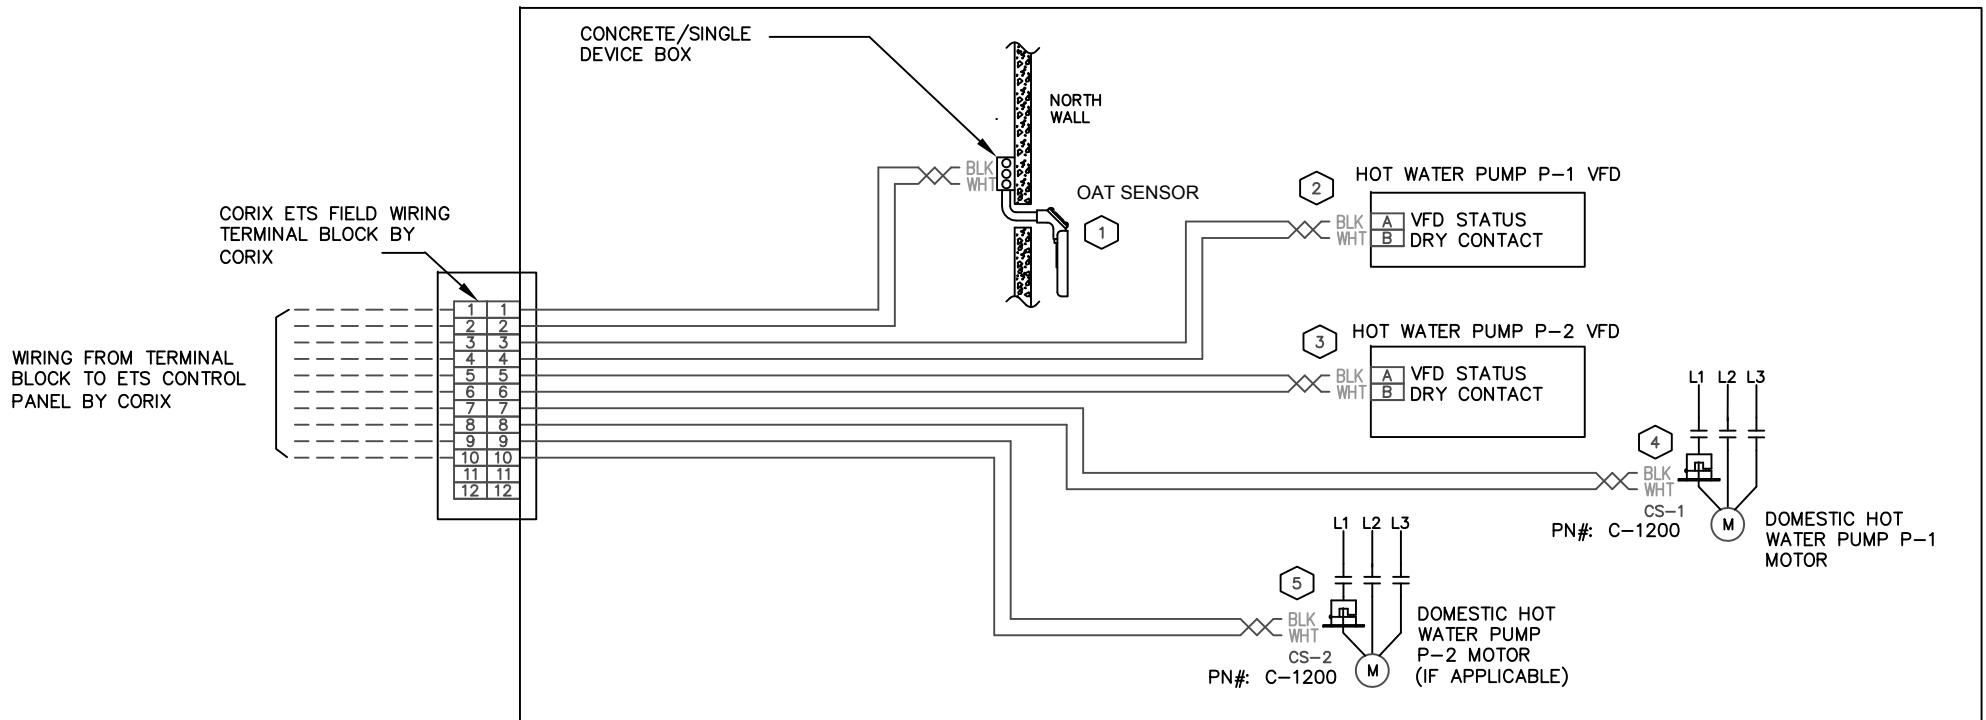 CONCRETE/SINGLE
DEVICE BOX
NORTH
WALL
BLK
WHT
OAT SENSOR
1
2
HOT WATER PUMP P-1 VFD
BLK A VFD STATUS
WHT B DRY CONTACT
CORIX ETS FIELD WIRING
TERMINAL BLOCK BY
CORIX
1 1
2 2
3 3
4 4
5 5
6 6
7 7
8 8
9 9
10 10
11 11
12 12
WIRING FROM TERMINAL
BLOCK TO ETS CONTROL
PANEL BY CORIX
3
HOT WATER PUMP P-2 VFD
BLK A VFD STATUS
WHT B DRY CONTACT
L1 L2 L3
4
BLK
WHT
CS-1
PN#: C-1200
M
DOMESTIC HOT
WATER PUMP P-1
MOTOR
L1 L2 L3
5
BLK
WHT
CS-2
PN#: C-1200
M
DOMESTIC HOT
WATER PUMP
P-2 MOTOR
(IF APPLICABLE)